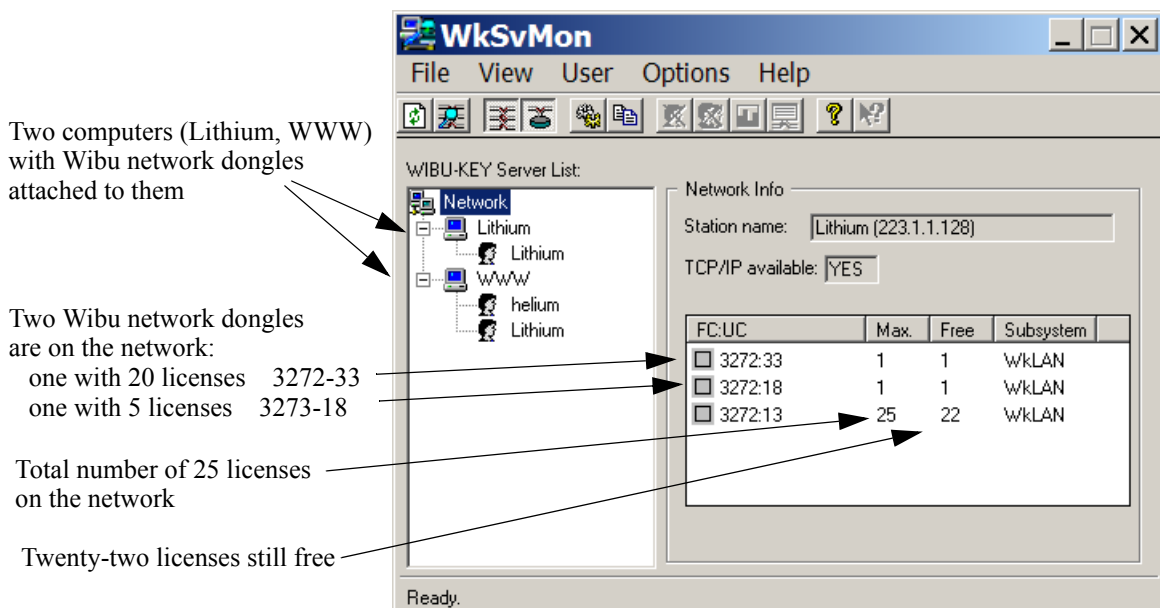 WkSvMon
File View User Options Help
Two computers (Lithium, WWW)
with Wibu network dongles
attached to them
WIBU-KEY Server List:
Network
Lithium
Lithium
WWW
helium
Lithium
Network Info
Station name: Lithium (223.1.1.128)
TCP/IP available: YES
Two Wibu network dongles
are on the network:
one with 20 licenses 3272-33
one with 5 licenses 3273-18
FC:UC Max. Free Subsystem
3272:33 1 1 WkLAN
3272:18 1 1 WkLAN
3272:13 25 22 WkLAN
Total number of 25 licenses
on the network
Twenty-two licenses still free
Ready.